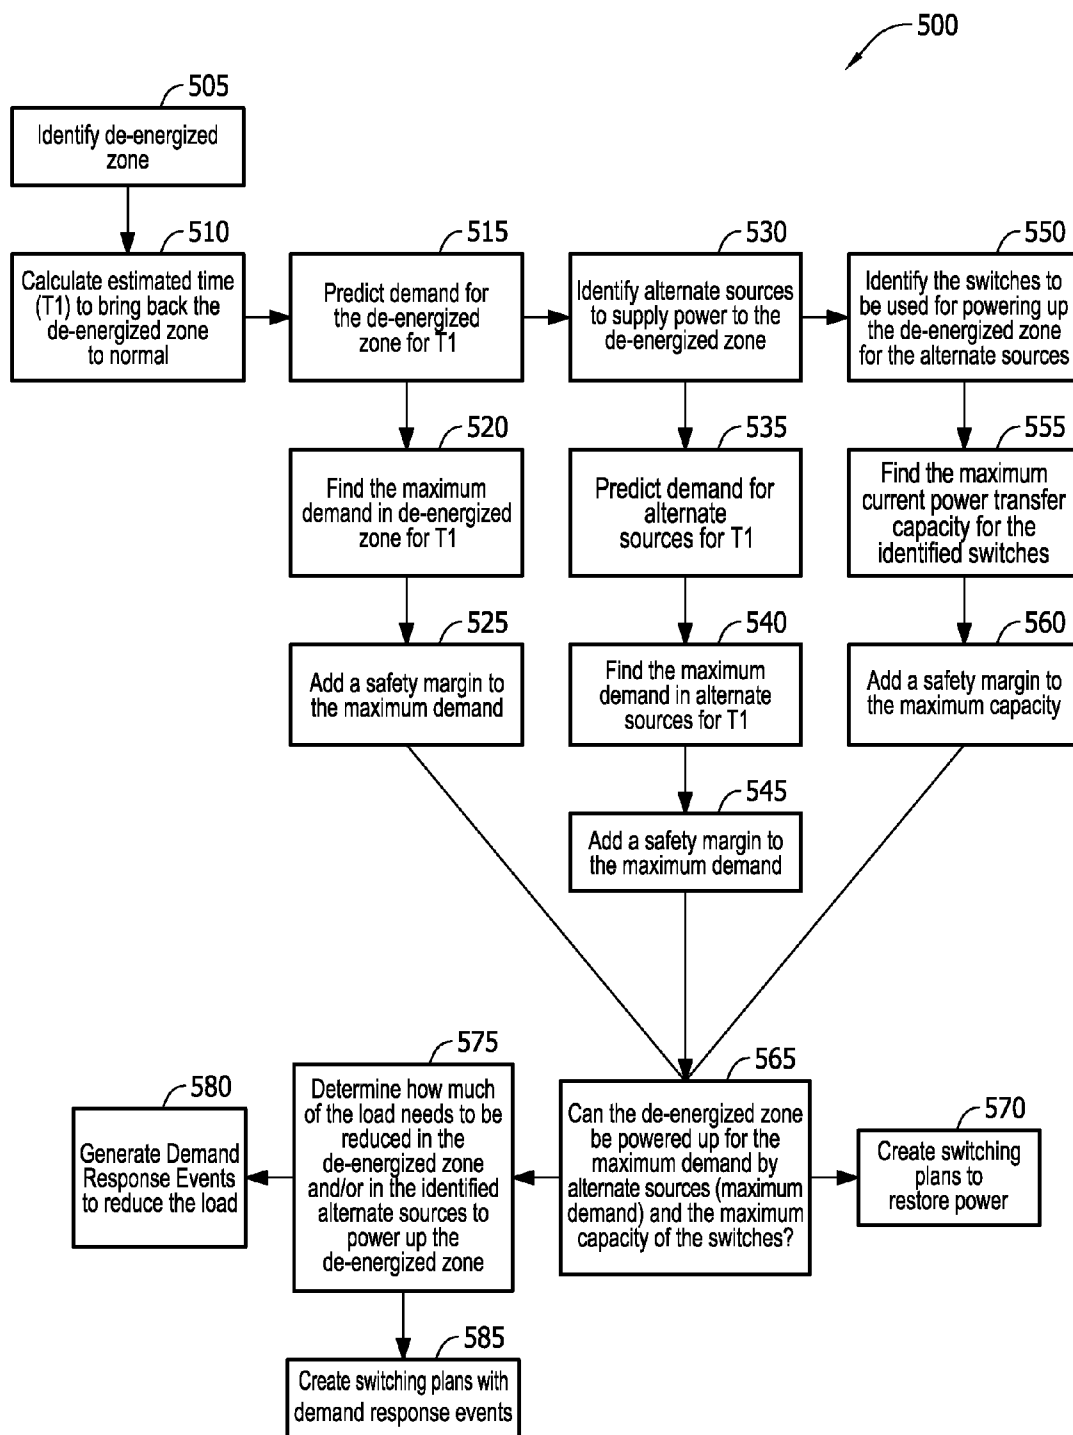 500
505
Identify de-energized
zone
510
Calculate estimated time
(T1) to bring back the
de-energized zone
to normal
515
Predict demand for
the de-energized
zone for T1
530
Identify alternate sources
to supply power to the
de-energized zone
550
Identify the switches to
be used for powering up
the de-energized zone
for the alternate sources
520
Find the maximum
demand in de-energized
zone for T1
535
Predict demand for
alternate
sources for T1
555
Find the maximum
current power transfer
capacity for the
identified switches
525
Add a safety margin to
the maximum demand
540
Find the maximum
demand in alternate
sources for T1
560
Add a safety margin to
the maximum capacity
545
Add a safety margin to
the maximum demand
580
Generate Demand
Response Events
to reduce the load
575
Determine how much
of the load needs to be
reduced in the
de-energized zone
and/or in the identified
alternate sources to
power up the
de-energized zone
565
Can the de-energized zone
be powered up for the
maximum demand by
alternate sources (maximum
demand) and the maximum
capacity of the switches?
570
Create switching
plans to
restore power
585
Create switching plans with
demand response events